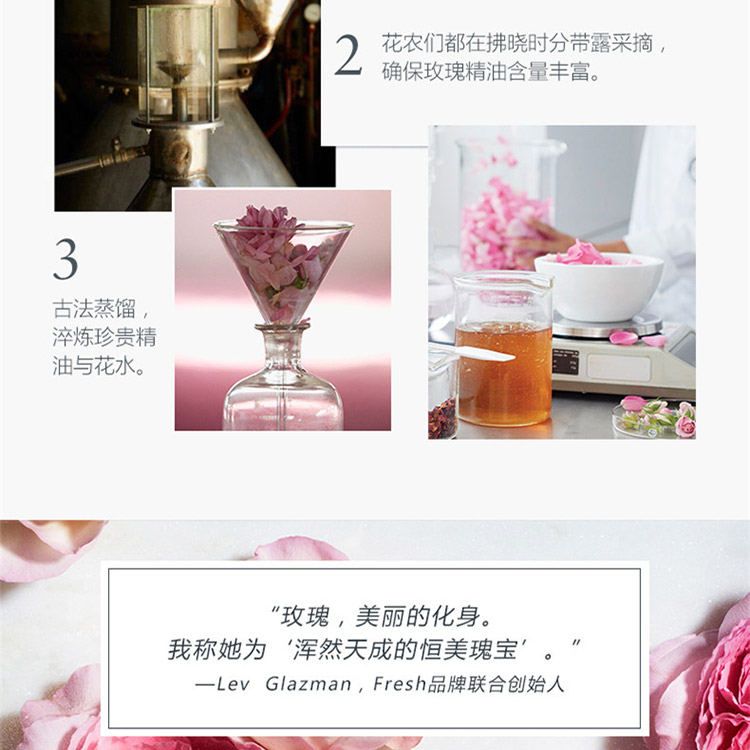 2
花农们都在拂晓时分带露采摘，
确保玫瑰精油含量丰富。
3
古法蒸馏，
淬炼珍贵精
油与花水。
“玫瑰，美丽的化身。
我称她为‘浑然天成的恒美瑰宝’。”
—Lev Glazman，Fresh品牌联合创始人